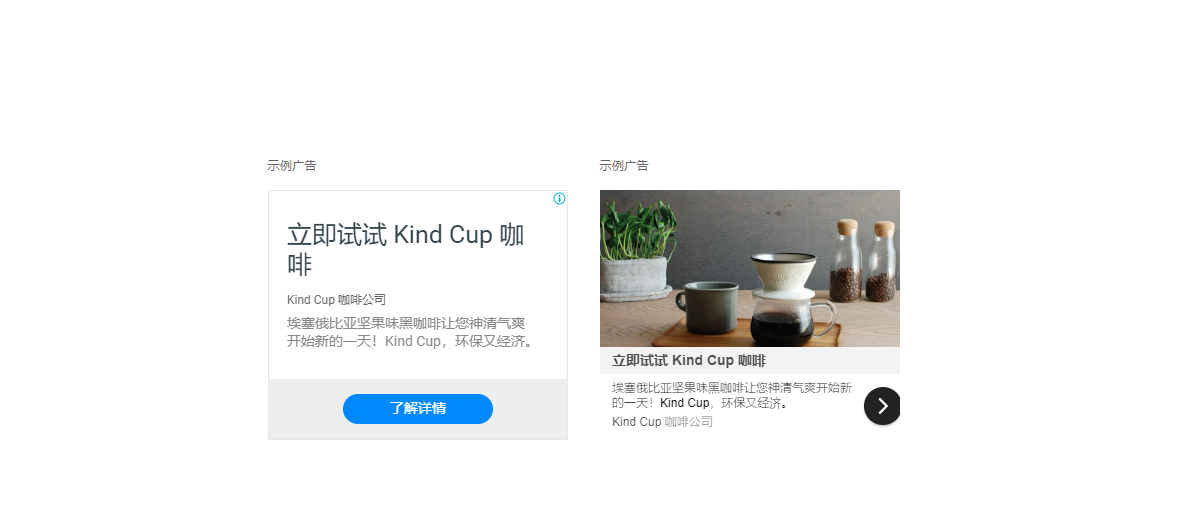 示例广告
立即试试 Kind Cup 咖
啡
Kind Cup 咖啡公司
埃塞俄比亚坚果味黑咖啡让您神清气爽
开始新的一天！Kind Cup，环保又经济。
了解详情
示例广告
立即试试 Kind Cup 咖啡
埃塞俄比亚坚果味黑咖啡让您神清气爽开始新
的一天！Kind Cup，环保又经济。
Kind Cup 咖啡公司